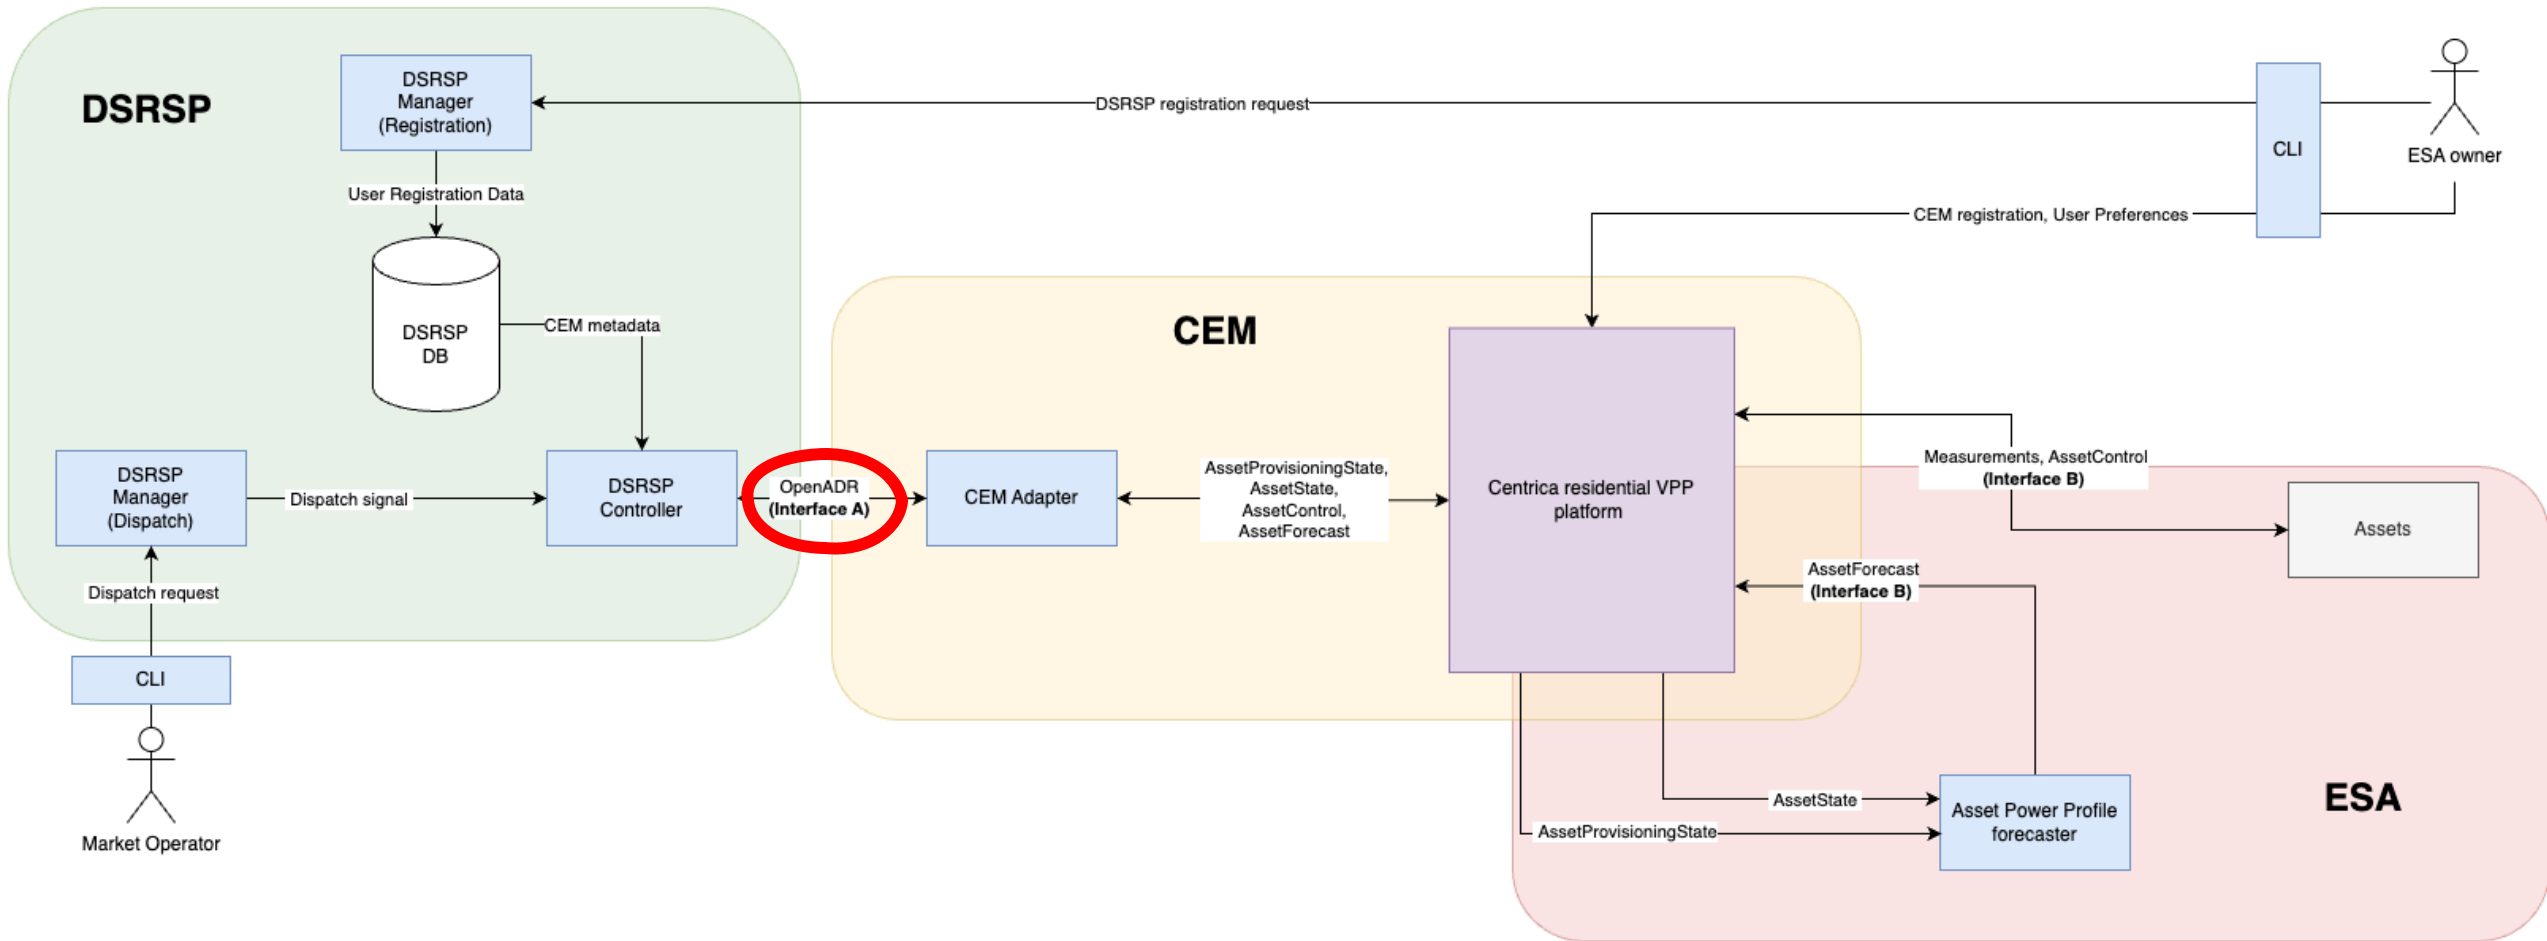 DSRSP
DSRSP
Manager
(Registration)
DSRSP registration request
CLI
ESA owner
User Registration Data
CEM registration, User Preferences
DSRSP
DB
CEM metadata
CEM
DSRSP
Manager
(Dispatch)
Dispatch signal
DSRSP
Controller
OpenADR
(Interface A)
CEM Adapter
AssetProvisioningState,
AssetState,
AssetControl,
AssetForecast
Centrica residential VPP
platform
Measurements, AssetControl
(Interface B)
Assets
AssetForecast
(Interface B)
Dispatch request
CLI
Market Operator
AssetState
AssetProvisioningState
Asset Power Profile
forecaster
ESA